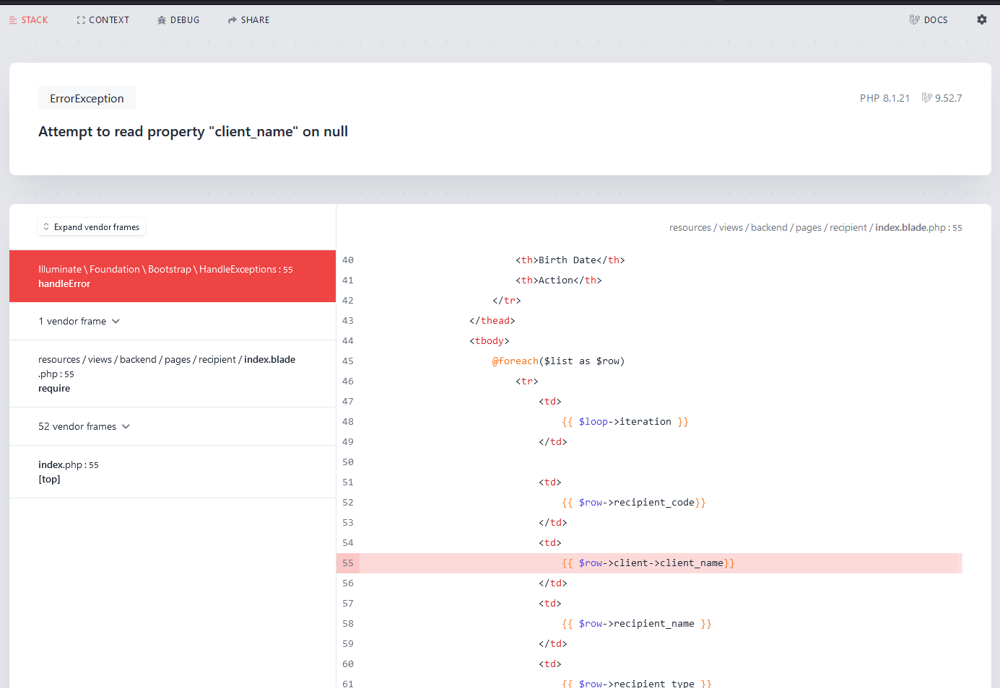 STACK CONTEXT DEBUG SHARE DOCS
ErrorException
PHP 8.1.21 9.52.7
Attempt to read property "client_name" on null
Expand vendor frames
Illuminate \ Foundation \ Bootstrap \ HandleExceptions : 55
handleError
1 vendor frame
resources / views / backend / pages / recipient / index.blade
.php : 55
require
52 vendor frames
index.php : 55
[top]
resources / views / backend / pages / recipient / index.blade.php : 55
40 <th>Birth Date</th>
41 <th>Action</th>
42 </tr>
43 </thead>
44 <tbody>
45 @foreach($list as $row)
46 <tr>
47 <td>
48 {{ $loop->iteration }}
49 </td>
50
51 <td>
52 {{ $row->recipient_code}}
53 </td>
54 <td>
55 {{ $row->client->client_name}}
56 </td>
57 <td>
58 {{ $row->recipient_name }}
59 </td>
60 <td>
61 {{ $row->recipient_type }}